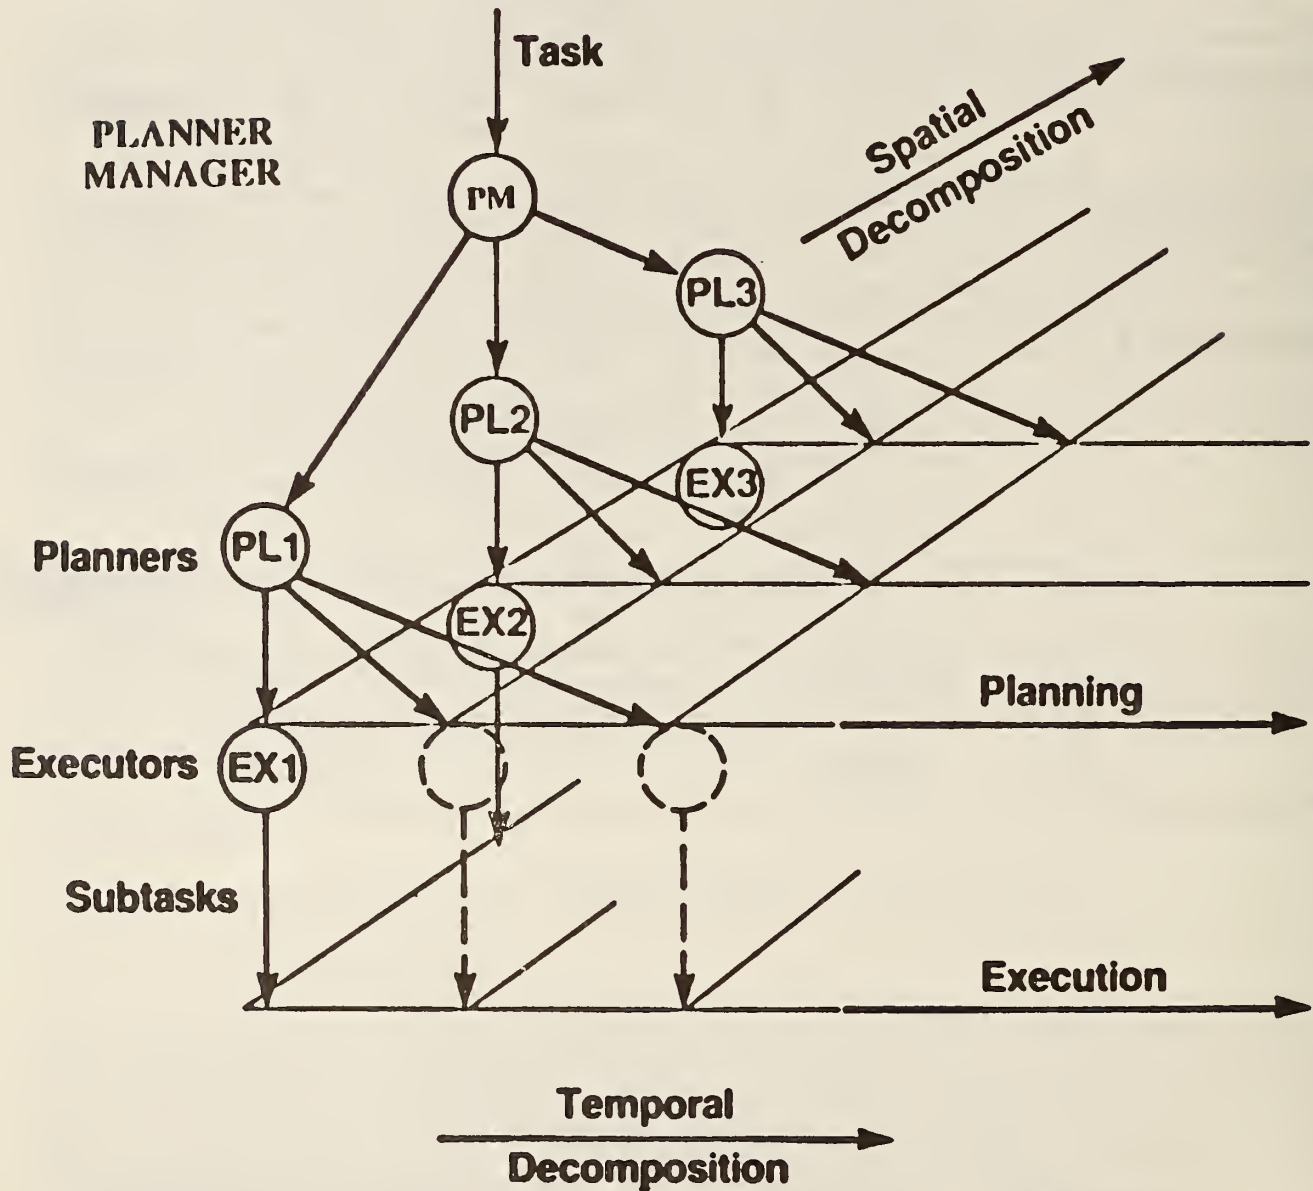 Task
PLANNER
MANAGER
Spatial
Decomposition
PM
PL3
PL2
EX3
Planners
PL1
EX2
Planning
Executors
EX1
Subtasks
Execution
Temporal
Decomposition